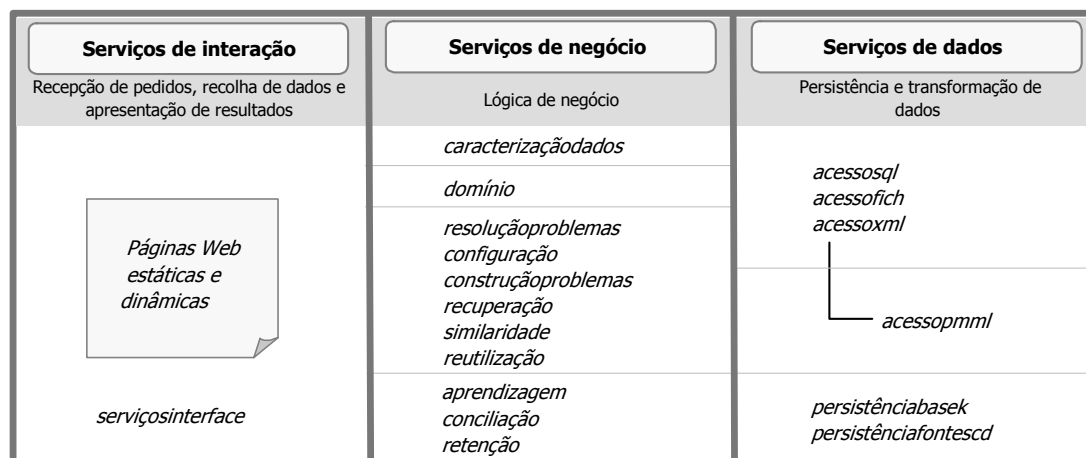 Serviços de interação
Recepção de pedidos, recolha de dados e
apresentação de resultados
Páginas Web
estáticas e
dinâmicas
serviçosinterface
Serviços de negócio
Lógica de negócio
caracterizaçãodados
domínio
resoluçãoproblemas
configuração
construçãoproblemas
recuperação
similaridade
reutilização
aprendizagem
conciliação
retenção
Serviços de dados
Persistência e transformação de
dados
acessosql
acessofich
acessoxml
acessopmml
persistênciabasek
persistênciafontescd